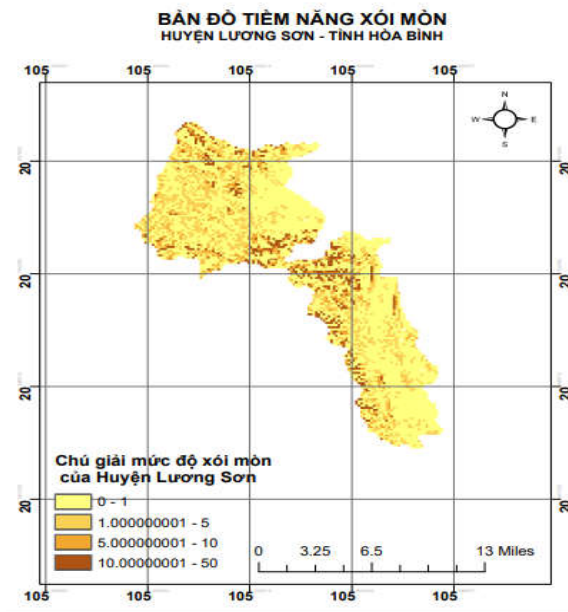 BẢN ĐỒ TIỀM NĂNG XÓI MÒN
HUYỆN LƯƠNG SƠN - TỈNH HÒA BÌNH
105 105 105 105 105
N
W E
S
20 20
20 20
20 20
20 20
Chú giải mức độ xói mòn
của Huyện Lương Sơn
0 - 1
1.000000001 - 5
5.000000001 - 10
10.00000001 - 50
0 3.25 6.5 13 Miles
105 105 105 105 105